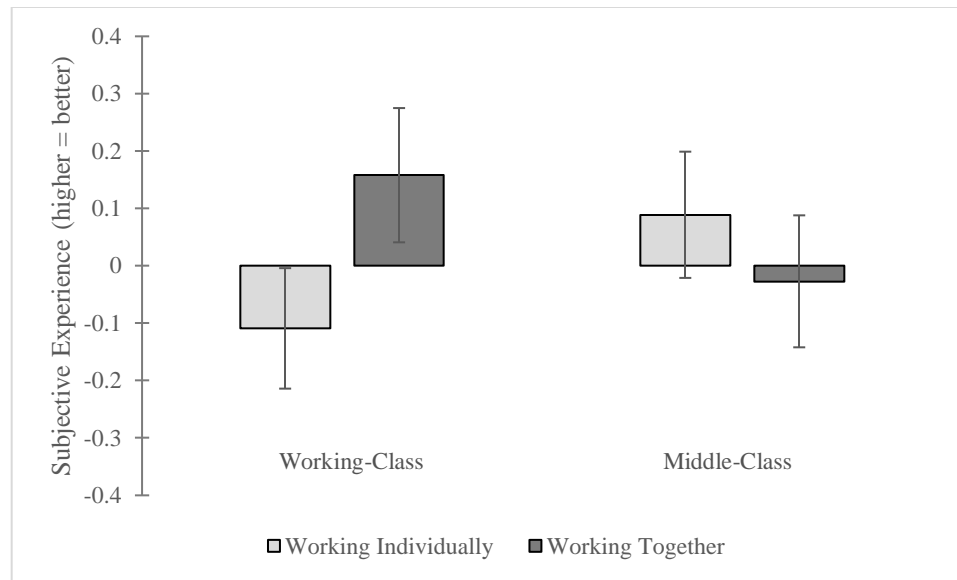 Subjective Experience (higher = better)
0.4
0.3
0.2
0.1
0
-0.1
-0.2
-0.3
-0.4
Working-Class
Middle-Class
Working Individually
Working Together